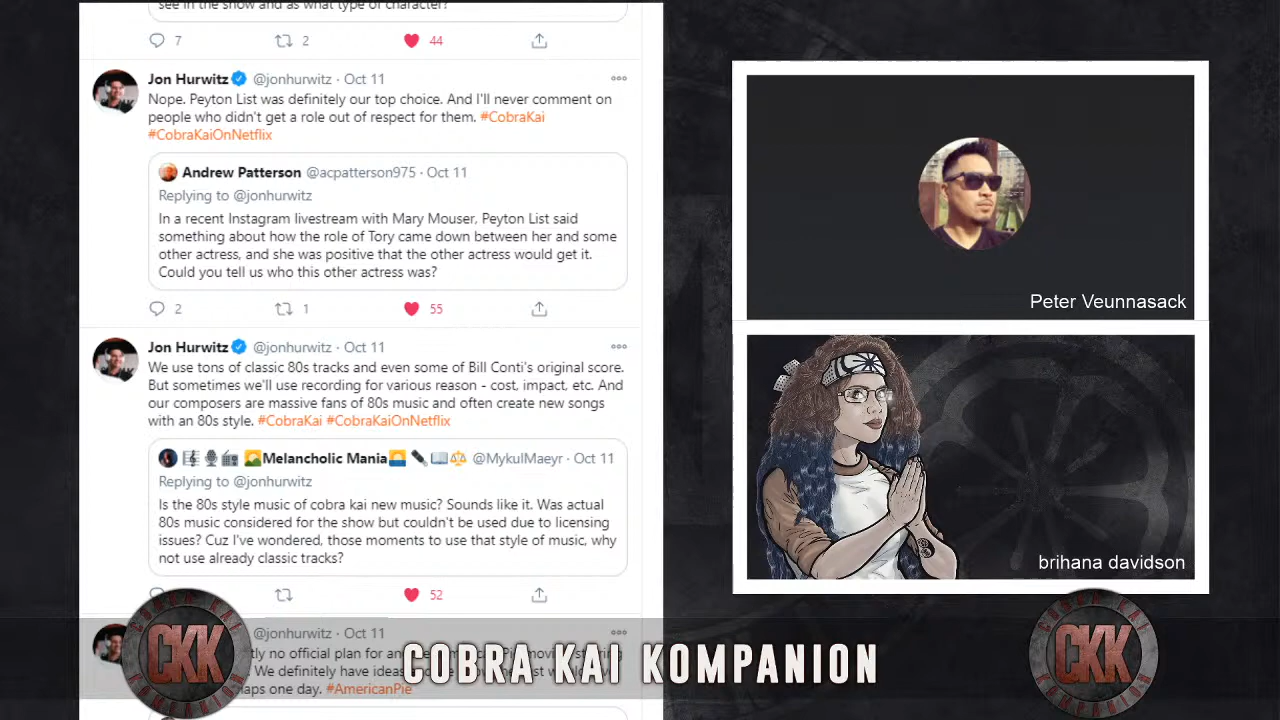 see in the show and as what type of character?
7 2 44
Jon Hurwitz @jonhurwitz · Oct 11
Nope. Peyton List was definitely our top choice. And I'll never comment on
people who didn't get a role out of respect for them. #CobraKai
#CobraKaiOnNetflix
Andrew Patterson @acpatterson975 · Oct 11
Replying to @jonhurwitz
In a recent Instagram livestream with Mary Mouser, Peyton List said
something about how the role of Tory came down between her and some
other actress, and she was positive that the other actress would get it.
Could you tell us who this other actress was?
2 1 55
Jon Hurwitz @jonhurwitz · Oct 11
We use tons of classic 80s tracks and even some of Bill Conti's original score.
But sometimes we'll use recording for various reason - cost, impact, etc. And
our composers are massive fans of 80s music and often create new songs
with an 80s style. #CobraKai #CobraKaiOnNetflix
Melancholic Mania @MykulMaeyr · Oct 11
Replying to @jonhurwitz
Is the 80s style music of cobra kai new music? Sounds like it. Was actual
80s music considered for the show but couldn't be used due to licensing
issues? Cuz I've wondered, those moments to use that style of music, why
not use already classic tracks?
52
@jonhurwitz · Oct 11
no official plan for
We definitely have ideas
one day. #AmericanPie
Peter Veunnasack
brihana davidson
COBRA KAI
CKK
KOMPANION
COBRA KAI KOMPANION
COBRA KAI
CKK
KOMPANION